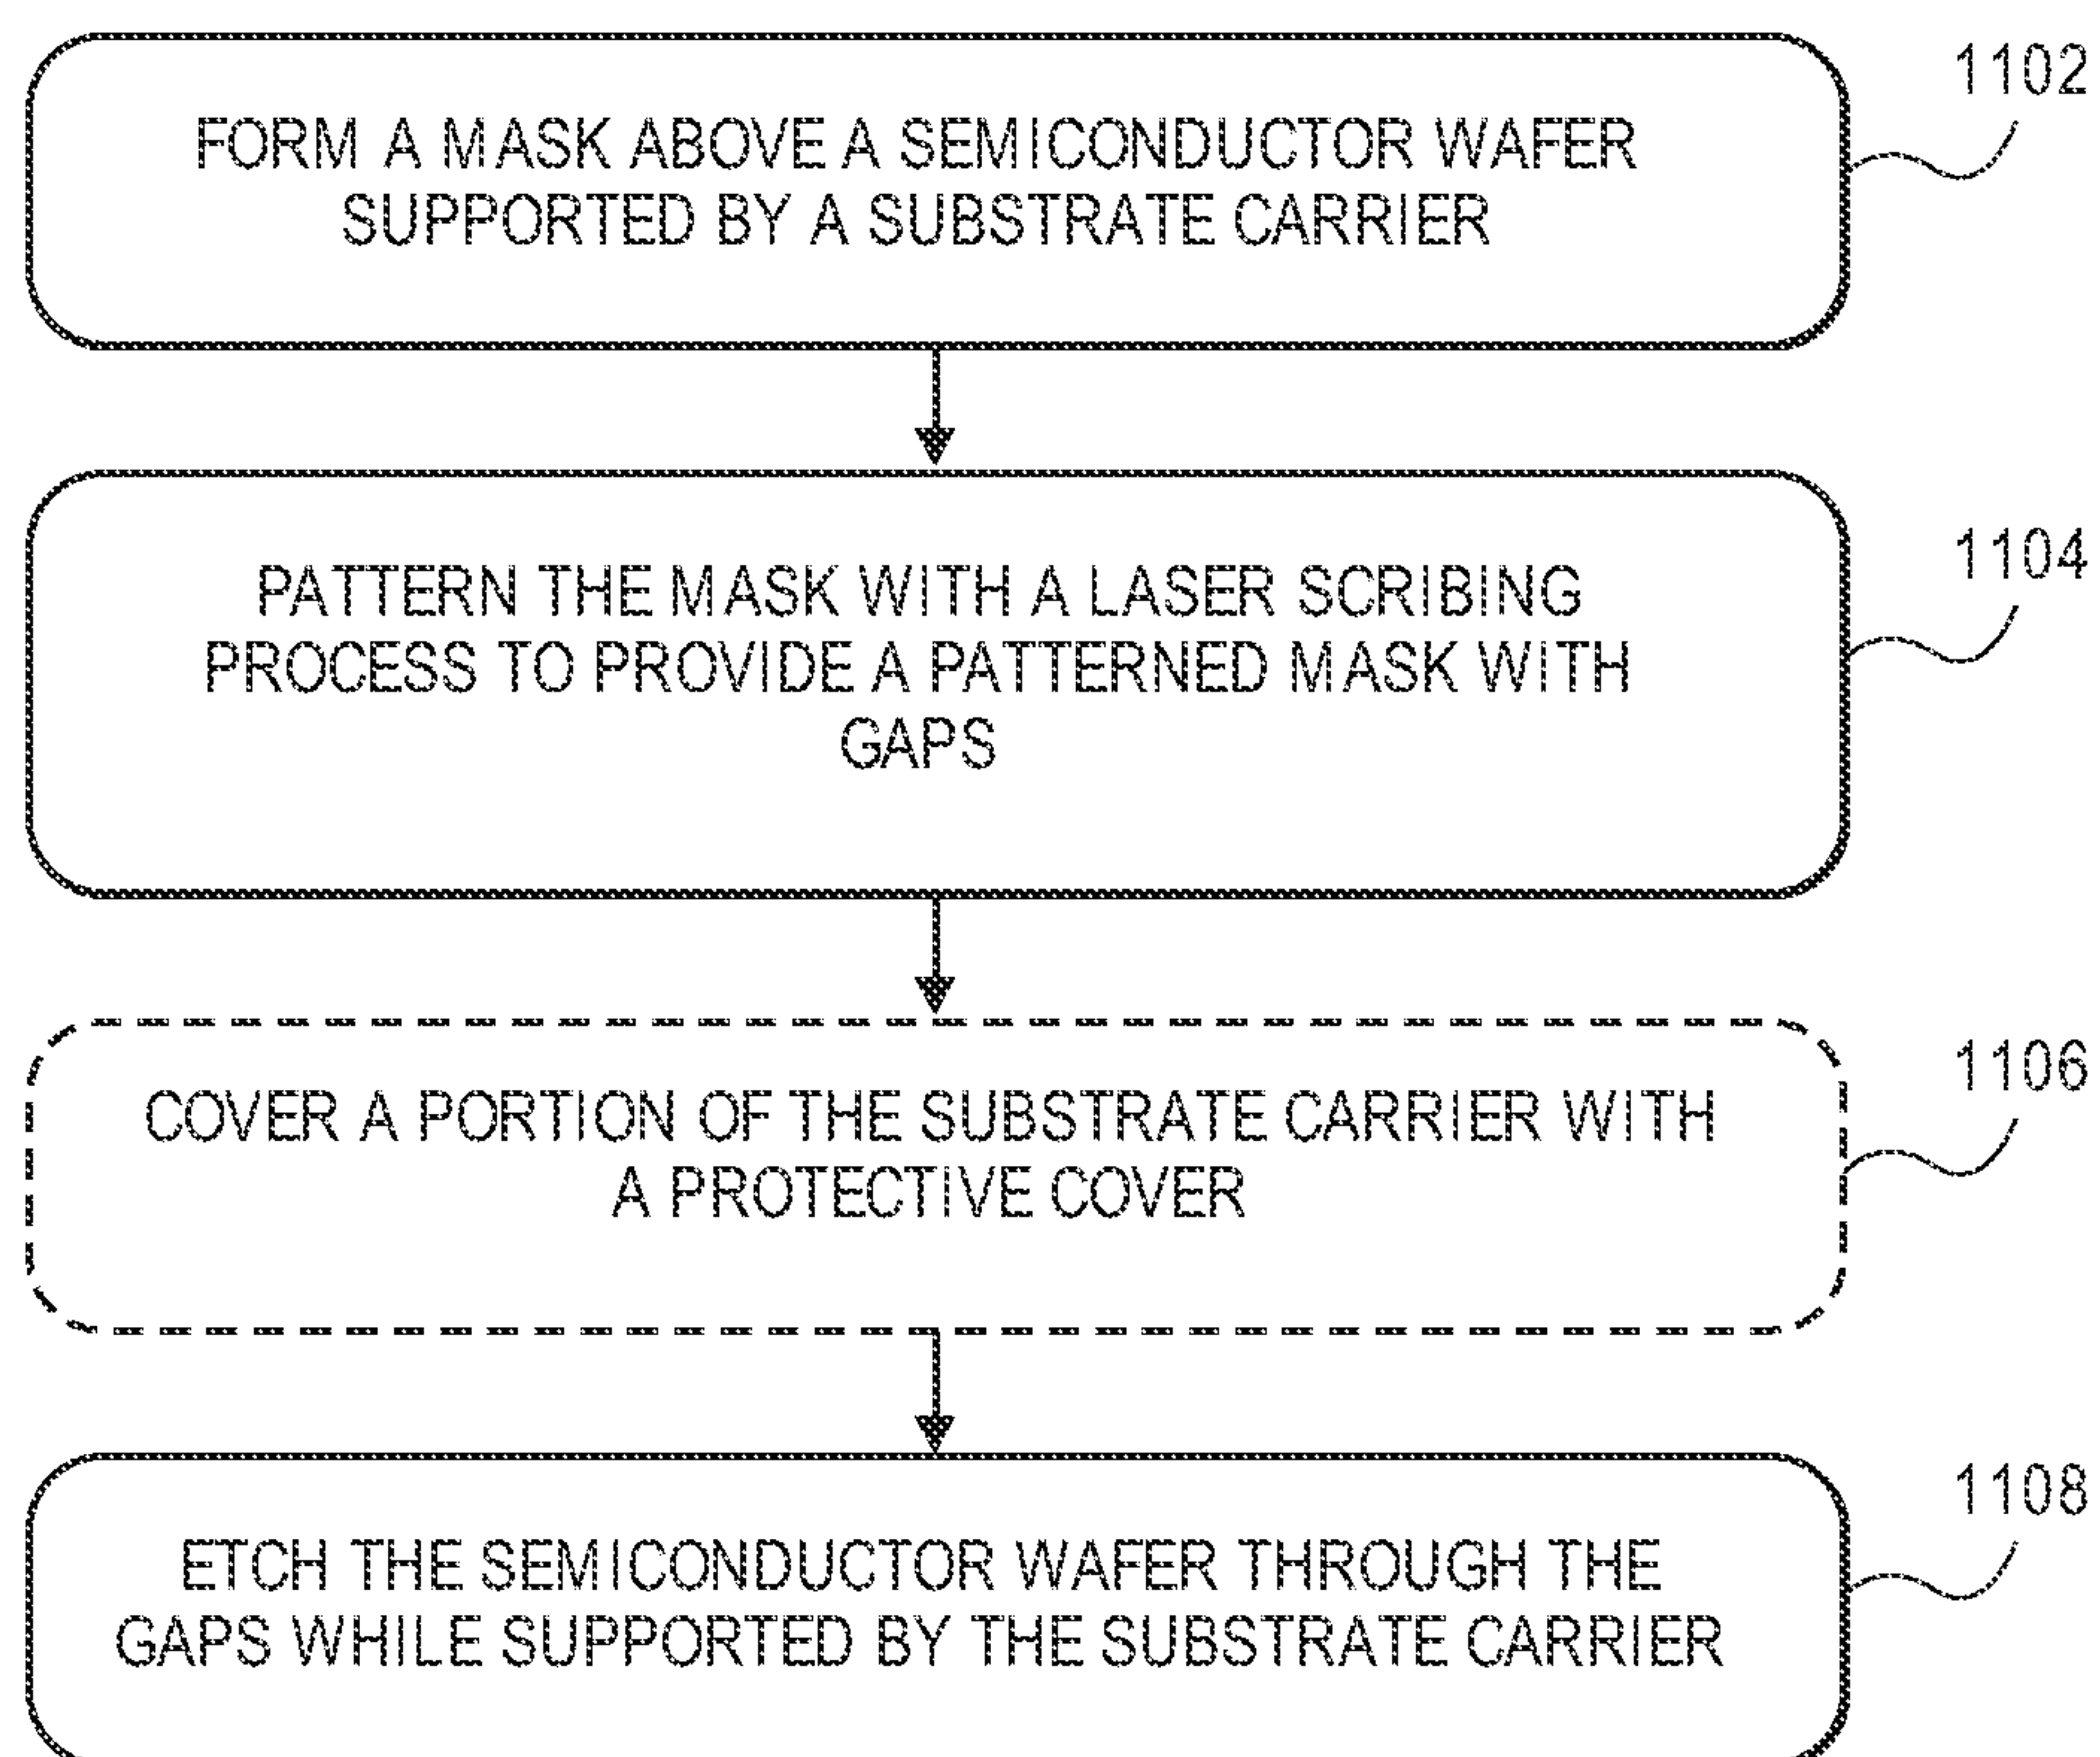 1102
FORM A MASK ABOVE A SEMICONDUCTOR WAFER
SUPPORTED BY A SUBSTRATE CARRIER
1104
PATTERN THE MASK WITH A LASER SCRIBING
PROCESS TO PROVIDE A PATTERNED MASK WITH
GAPS
1106
COVER A PORTION OF THE SUBSTRATE CARRIER WITH
A PROTECTIVE COVER
1108
ETCH THE SEMICONDUCTOR WAFER THROUGH THE
GAPS WHILE SUPPORTED BY THE SUBSTRATE CARRIER